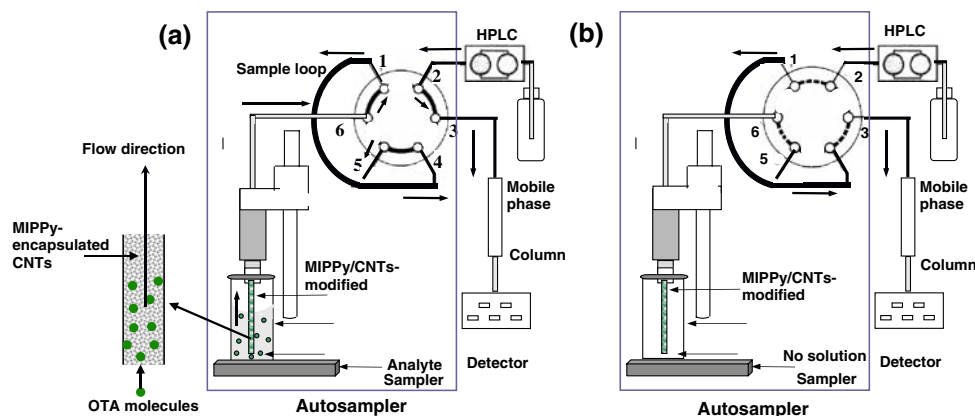 (a)
HPLC
Sample loop
1
2
3
4
5
6
Flow direction
MIPPy-
encapsulated
CNTs
OTA molecules
Mobile
phase
Column
MIPPy/CNTs-
modified
Analyte
Sampler
Detector
Autosampler
(b)
HPLC
1
2
3
4
5
6
Mobile
phase
Column
MIPPy/CNTs-
modified
No solution
Sampler
Detector
Autosampler